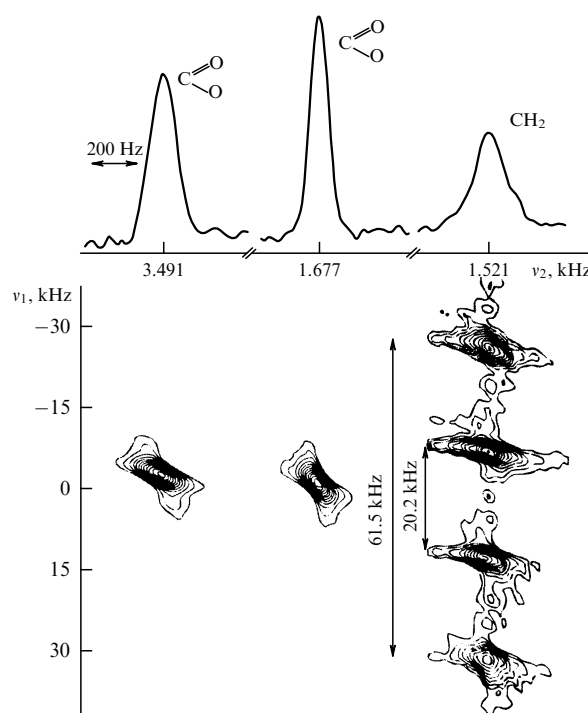 C O
O
C O
O
CH₂
200 Hz
3.491
1.677
1.521
ν₂, kHz
ν₁, kHz
−30
−15
0
15
30
61.5 kHz
20.2 kHz